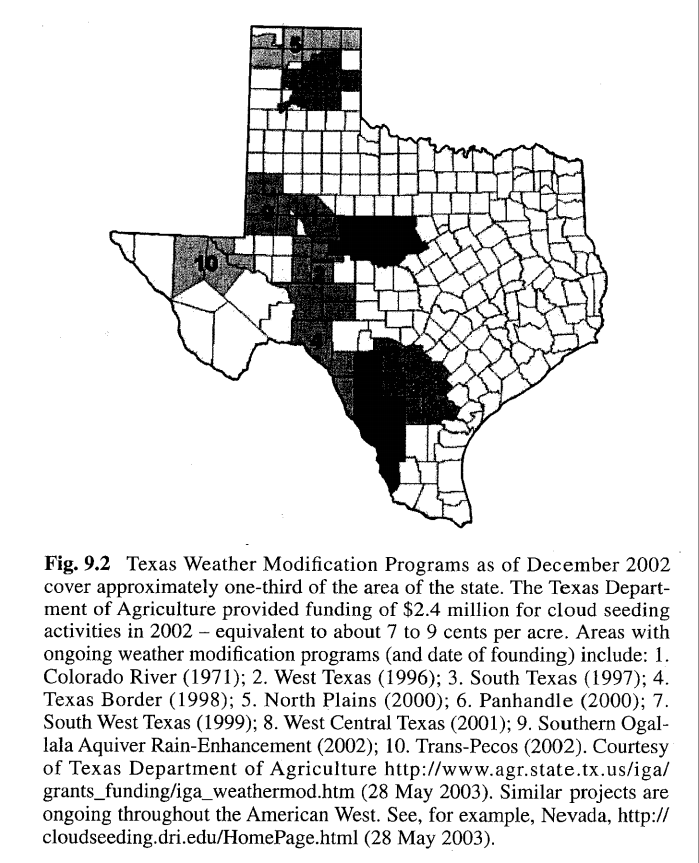 5
10
Fig. 9.2 Texas Weather Modification Programs as of December 2002
cover approximately one-third of the area of the state. The Texas Depart-
ment of Agriculture provided funding of $2.4 million for cloud seeding
activities in 2002 – equivalent to about 7 to 9 cents per acre. Areas with
ongoing weather modification programs (and date of founding) include: 1.
Colorado River (1971); 2. West Texas (1996); 3. South Texas (1997); 4.
Texas Border (1998); 5. North Plains (2000); 6. Panhandle (2000); 7.
South West Texas (1999); 8. West Central Texas (2001); 9. Southern Ogal-
lala Aquiver Rain-Enhancement (2002); 10. Trans-Pecos (2002). Courtesy
of Texas Department of Agriculture http://www.agr.state.tx.us/iga/
grants_funding/iga_weathermod.htm (28 May 2003). Similar projects are
ongoing throughout the American West. See, for example, Nevada, http://
cloudseeding.dri.edu/HomePage.html (28 May 2003).